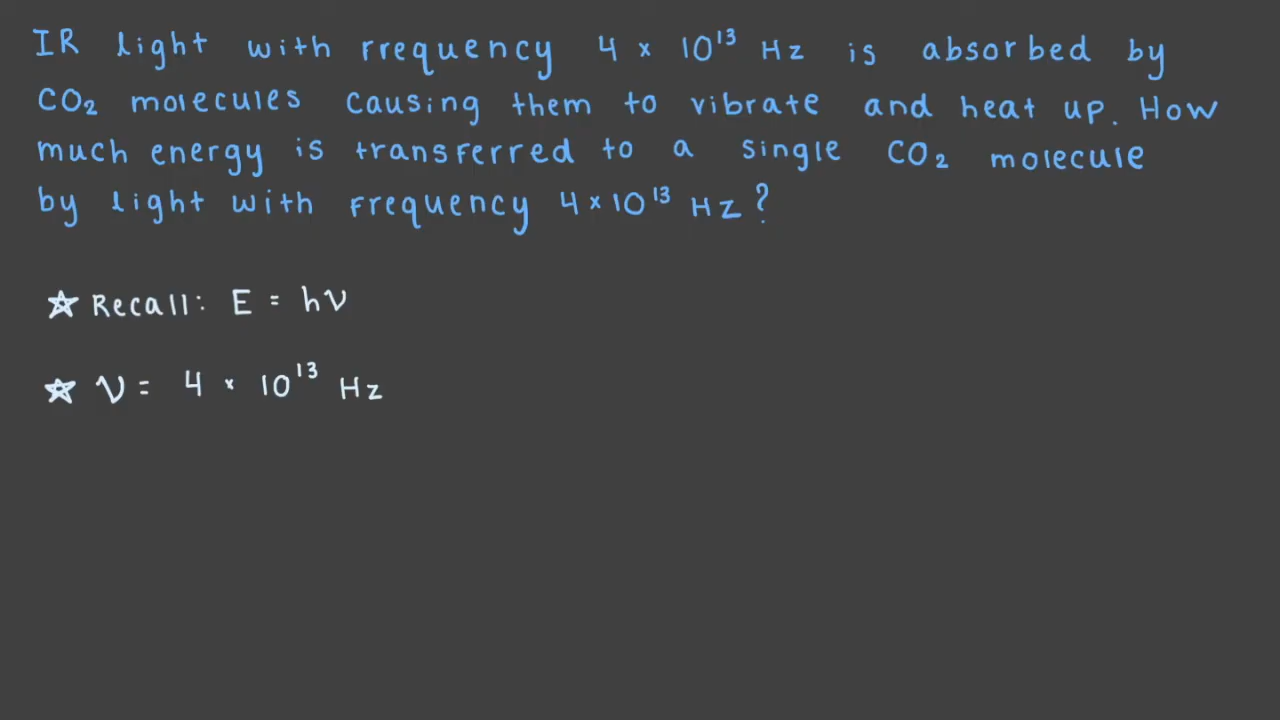 IR light with frequency 4 × 10¹³ Hz is absorbed by
CO₂ molecules causing them to vibrate and heat up. How
much energy is transferred to a single CO₂ molecule
by light with frequency 4 × 10¹³ Hz?
☆ Recall: E = hν
☆ ν = 4 × 10¹³ Hz